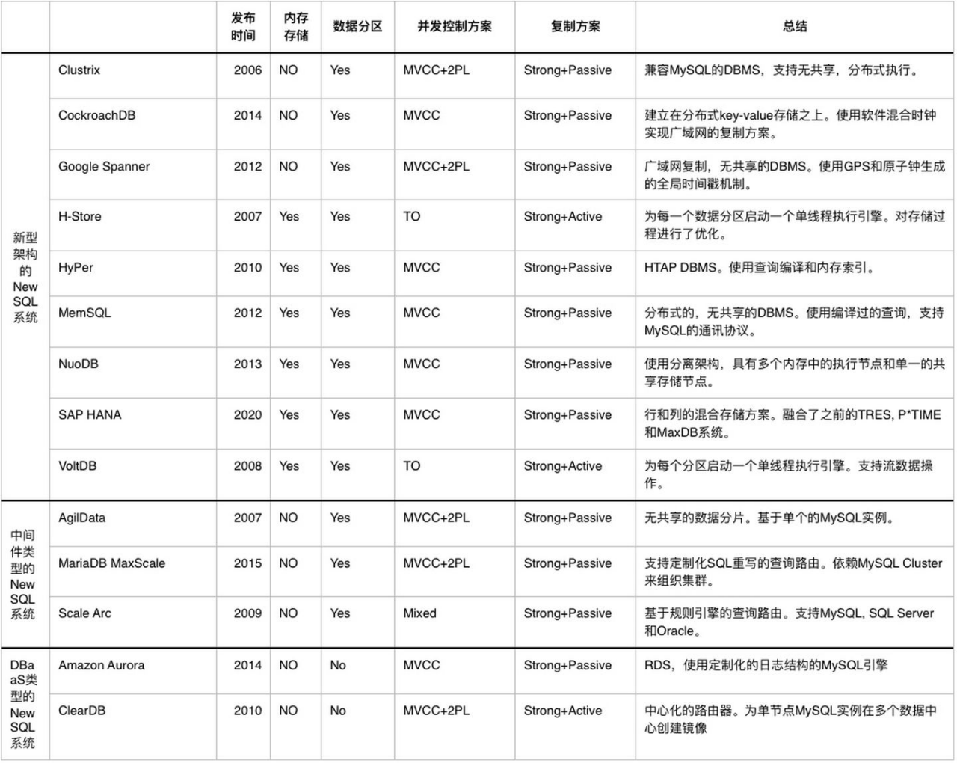 发布时间 内存存储 数据分区 并发控制方案 复制方案 总结
新型架构的NewSQL系统
Clustrix 2006 NO Yes MVCC+2PL Strong+Passive 兼容MySQL的DBMS，支持无共享，分布式执行。
CockroachDB 2014 NO Yes MVCC Strong+Passive 建立在分布式key-value存储之上。使用软件混合时钟
实现广域网的复制方案。
Google Spanner 2012 NO Yes MVCC+2PL Strong+Passive 广域网复制，无共享的DBMS。使用GPS和原子钟生成
的全局时间戳机制。
H-Store 2007 Yes Yes TO Strong+Active 为每一个数据分区启动一个单线程执行引擎。对存储过
程进行了优化。
HyPer 2010 Yes Yes MVCC Strong+Passive HTAP DBMS。使用查询编译和内存索引。
MemSQL 2012 Yes Yes MVCC Strong+Passive 分布式的，无共享的DBMS。使用编译过的查询，支持
MySQL的通讯协议。
NuoDB 2013 Yes Yes MVCC Strong+Passive 使用分离架构，具有多个内存中的执行节点和单一的共
享存储节点。
SAP HANA 2020 Yes Yes MVCC Strong+Passive 行和列的混合存储方案。融合了之前的TRES, P*TIME
和MaxDB系统。
VoltDB 2008 Yes Yes TO Strong+Active 为每个分区启动一个单线程执行引擎。支持流数据操
作。
中间件类型的NewSQL系统
AgilData 2007 NO Yes MVCC+2PL Strong+Passive 无共享的数据分片。基于单个的MySQL实例。
MariaDB MaxScale 2015 NO Yes MVCC+2PL Strong+Passive 支持定制化SQL重写的查询路由。依赖MySQL Cluster
来组织集群。
Scale Arc 2009 NO Yes Mixed Strong+Passive 基于规则引擎的查询路由。支持MySQL, SQL Server
和Oracle。
DBaaS类型的NewSQL系统
Amazon Aurora 2014 NO No MVCC Strong+Passive RDS，使用定制化的日志结构的MySQL引擎
ClearDB 2010 NO No MVCC+2PL Strong+Active 中心化的路由器。为单节点MySQL实例在多个数据中
心创建镜像